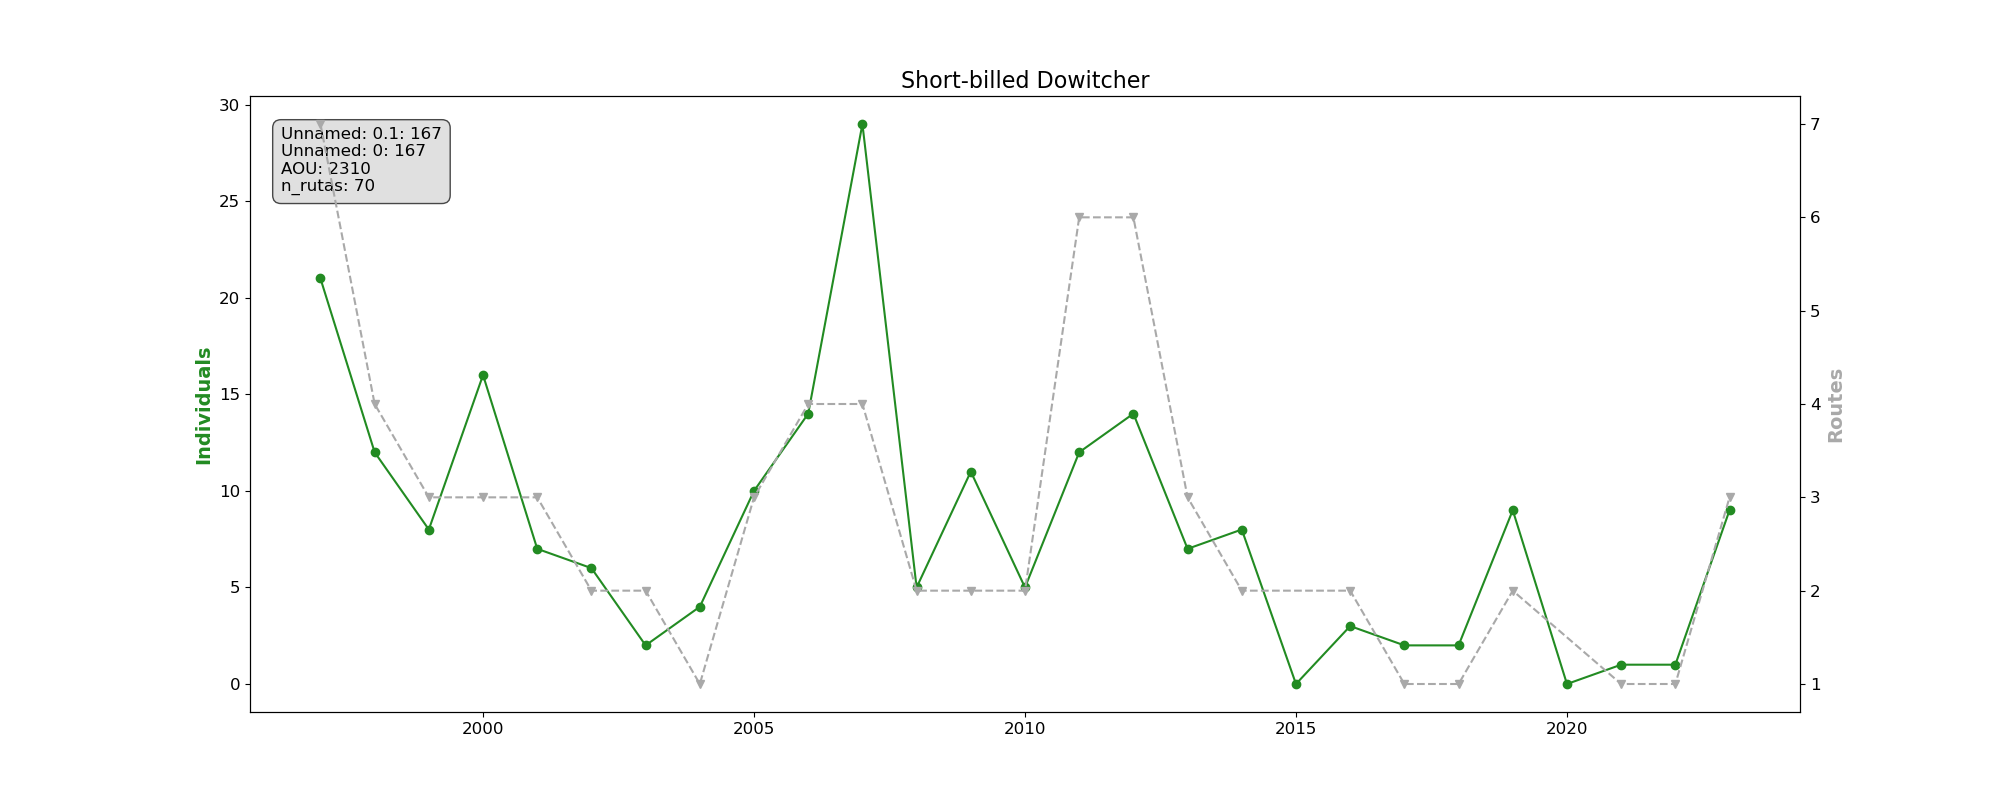 Short-billed Dowitcher
Unnamed: 0.1: 167
Unnamed: 0: 167
AOU: 2310
n_rutas: 70
30
25
20
15
10
5
0
Individuals
7
6
5
4
3
2
1
Routes
2000
2005
2010
2015
2020